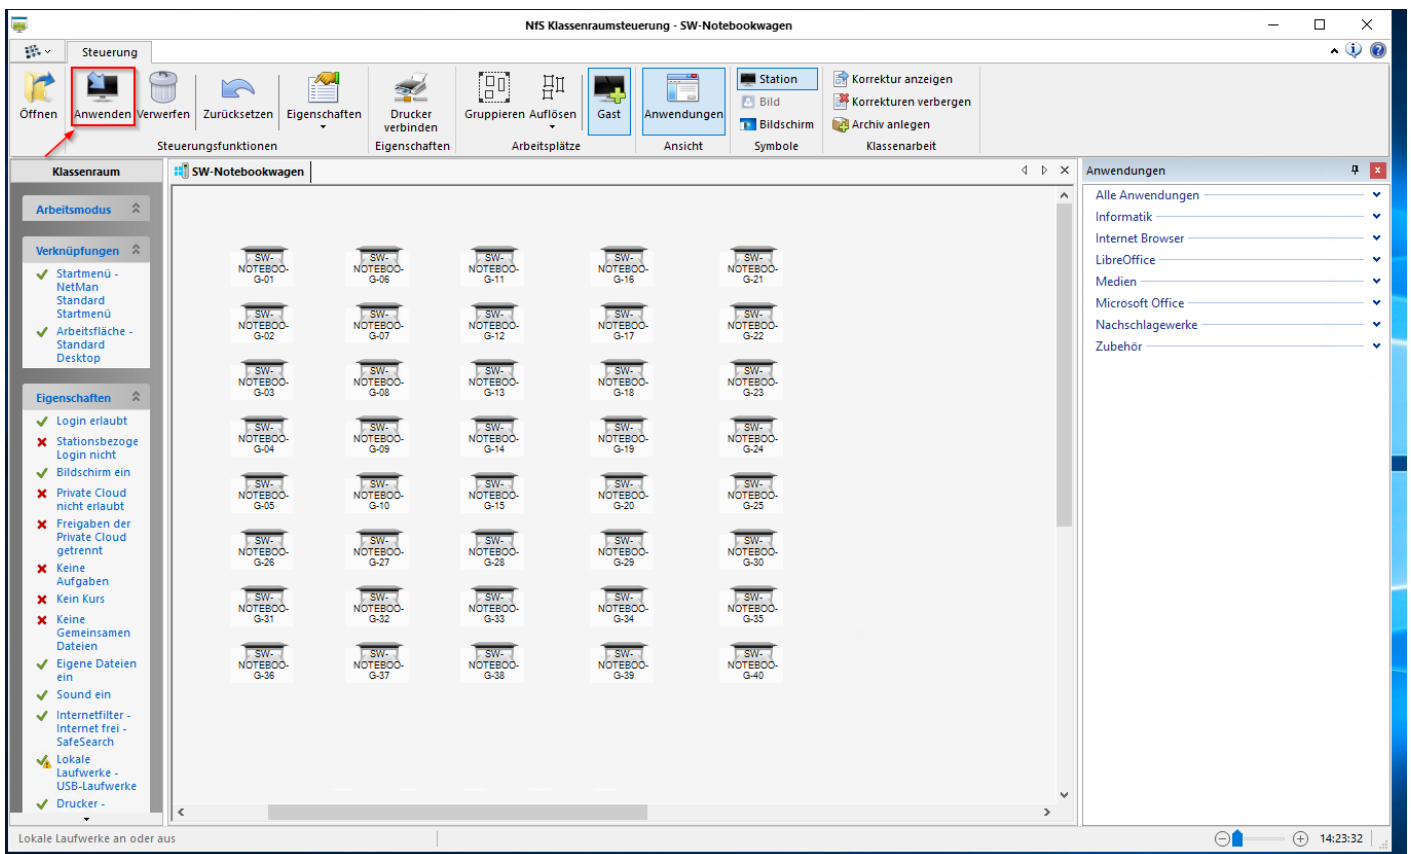 NfS Klassenraumsteuerung - SW-Notebookwagen
Steuerung
Öffnen
Anwenden
Verwerfen
Zurücksetzen
Eigenschaften
Drucker
verbinden
Gruppieren
Auflösen
Gast
Anwendungen
Station
Bild
Bildschirm
Korrektur anzeigen
Korrekturen verbergen
Archiv anlegen
Steuerungsfunktionen
Eigenschaften
Arbeitsplätze
Ansicht
Symbole
Klassenarbeit
Klassenraum
Arbeitsmodus
Verknüpfungen
Startmenü -
NetMan
Standard
Startmenü
Arbeitsfläche -
Standard
Desktop
Eigenschaften
Login erlaubt
Stationsbezoge
Login nicht
Bildschirm ein
Private Cloud
nicht erlaubt
Freigaben der
Private Cloud
getrennt
Keine
Aufgaben
Kein Kurs
Keine
Gemeinsamen
Dateien
Eigene Dateien
ein
Sound ein
Internetfilter -
Internet frei -
SafeSearch
Lokale
Laufwerke -
USB-Laufwerke
Drucker -
SW-Notebookwagen
SW- SW- SW- SW- SW-
NOTEBOO- NOTEBOO- NOTEBOO- NOTEBOO- NOTEBOO-
G-01 G-06 G-11 G-16 G-21
SW- SW- SW- SW- SW-
NOTEBOO- NOTEBOO- NOTEBOO- NOTEBOO- NOTEBOO-
G-02 G-07 G-12 G-17 G-22
SW- SW- SW- SW- SW-
NOTEBOO- NOTEBOO- NOTEBOO- NOTEBOO- NOTEBOO-
G-03 G-08 G-13 G-18 G-23
SW- SW- SW- SW- SW-
NOTEBOO- NOTEBOO- NOTEBOO- NOTEBOO- NOTEBOO-
G-04 G-09 G-14 G-19 G-24
SW- SW- SW- SW- SW-
NOTEBOO- NOTEBOO- NOTEBOO- NOTEBOO- NOTEBOO-
G-05 G-10 G-15 G-20 G-25
SW- SW- SW- SW- SW-
NOTEBOO- NOTEBOO- NOTEBOO- NOTEBOO- NOTEBOO-
G-26 G-27 G-28 G-29 G-30
SW- SW- SW- SW- SW-
NOTEBOO- NOTEBOO- NOTEBOO- NOTEBOO- NOTEBOO-
G-31 G-32 G-33 G-34 G-35
SW- SW- SW- SW- SW-
NOTEBOO- NOTEBOO- NOTEBOO- NOTEBOO- NOTEBOO-
G-36 G-37 G-38 G-39 G-40
Anwendungen
Alle Anwendungen
Informatik
Internet Browser
LibreOffice
Medien
Microsoft Office
Nachschlagewerke
Zubehör
Lokale Laufwerke an oder aus
14:23:32